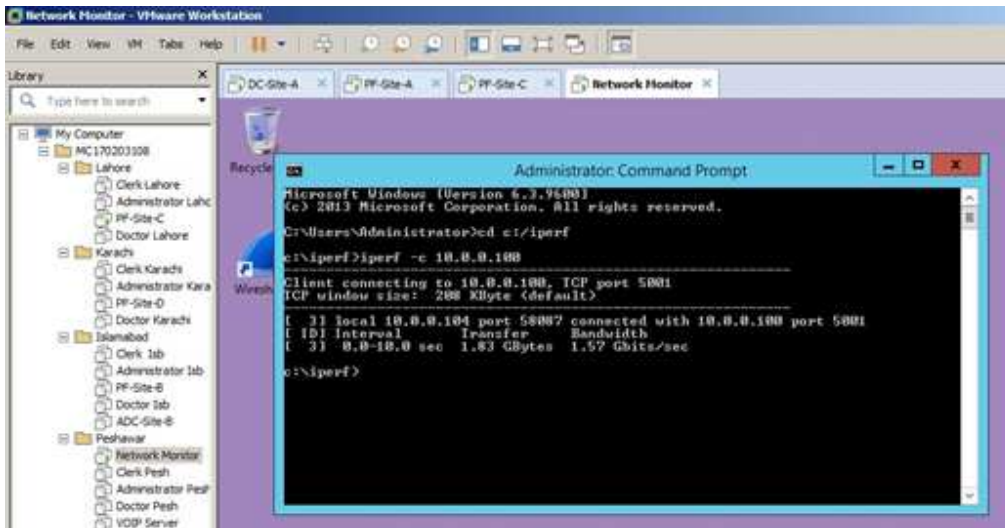 Network Monitor - VMware Workstation
File Edit View VM Tabs Help
Library
Type here to search
DC-Site-A
PF-Site-A
PF-Site-C
Network Monitor
My Computer
MC170203108
Lahore
Clerk Lahore
Administrator Laho
PF-Site-C
Doctor Lahore
Karachi
Clerk Karachi
Administrator Kara
PF-Site-D
Doctor Karachi
Islamabad
Clerk Isb
Administrator Isb
PF-Site-B
Doctor Isb
ADC-Site-B
Peshawar
Network Monitor
Clerk Pesh
Administrator Pesh
Doctor Pesh
VOIP Server
Recycle
Wiresh
Administrator: Command Prompt
Microsoft Windows [Version 6.3.9600]
(c) 2013 Microsoft Corporation. All rights reserved.
C:\Users\Administrator>cd c:/iperf
c:\iperf>iperf -c 10.0.0.100
------------------------------------------------------------
Client connecting to 10.0.0.100, TCP port 5001
TCP window size: 208 KByte (default)
------------------------------------------------------------
[ 3] local 10.0.0.104 port 58087 connected with 10.0.0.100 port 5001
[ ID] Interval Transfer Bandwidth
[ 3] 0.0-10.0 sec 1.83 GBytes 1.57 Gbits/sec
c:\iperf>